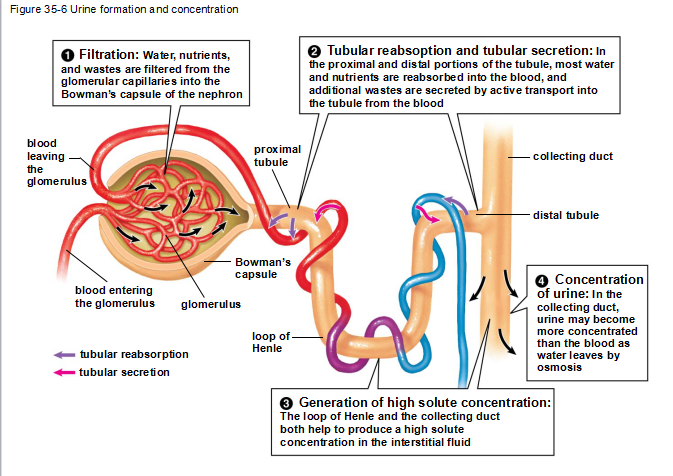 Figure 35-6 Urine formation and concentration
1 Filtration: Water, nutrients,
and wastes are filtered from the
glomerular capillaries into the
Bowman's capsule of the nephron
2 Tubular reabsoption and tubular secretion: In
the proximal and distal portions of the tubule, most water
and nutrients are reabsorbed into the blood, and
additional wastes are secreted by active transport into
the tubule from the blood
blood
leaving
the
glomerulus
proximal
tubule
collecting duct
distal tubule
Bowman's
capsule
blood entering
the glomerulus
glomerulus
4 Concentration
of urine: In the
collecting duct,
urine may become
more concentrated
than the blood as
water leaves by
osmosis
loop of
Henle
tubular reabsorption
tubular secretion
3 Generation of high solute concentration:
The loop of Henle and the collecting duct
both help to produce a high solute
concentration in the interstitial fluid